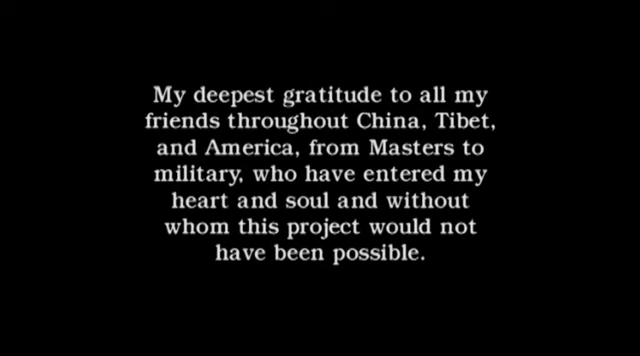 My deepest gratitude to all my
friends throughout China, Tibet,
and America, from Masters to
military, who have entered my
heart and soul and without
whom this project would not
have been possible.